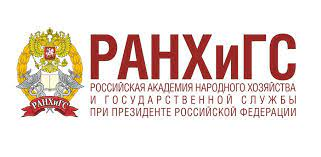 РАНХиГС
РАНХиГС
РОССИЙСКАЯ АКАДЕМИЯ НАРОДНОГО ХОЗЯЙСТВА
И ГОСУДАРСТВЕННОЙ СЛУЖБЫ
ПРИ ПРЕЗИДЕНТЕ РОССИЙСКОЙ ФЕДЕРАЦИИ